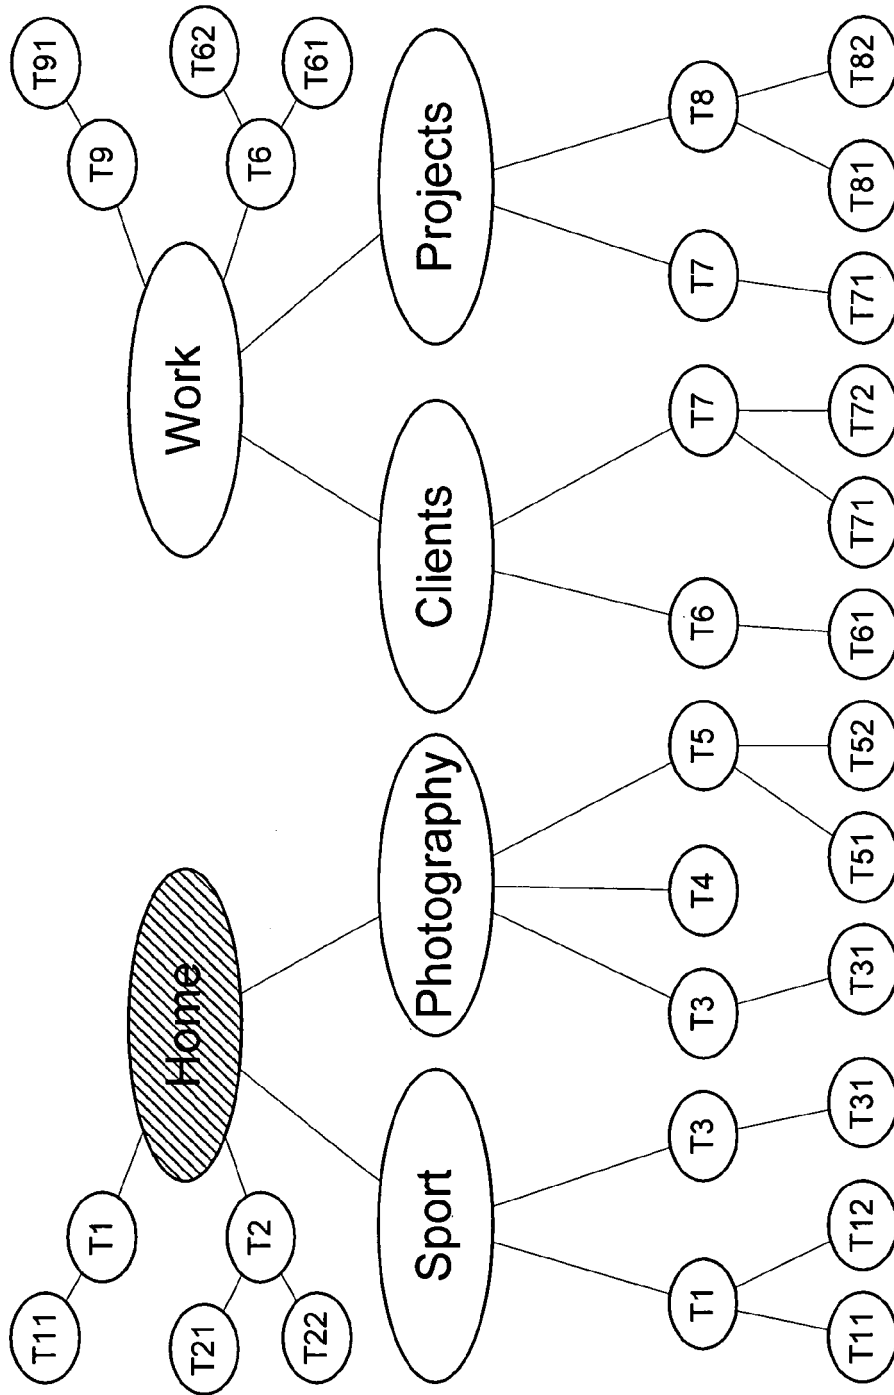 T11
T91
T1
T9
Home
Work
T21
T62
T2
T6
T22
T61
Sport
Photography
Clients
Projects
T1
T3
T3
T4
T5
T6
T7
T7
T8
T11
T12
T31
T31
T51
T52
T61
T71
T72
T71
T81
T82